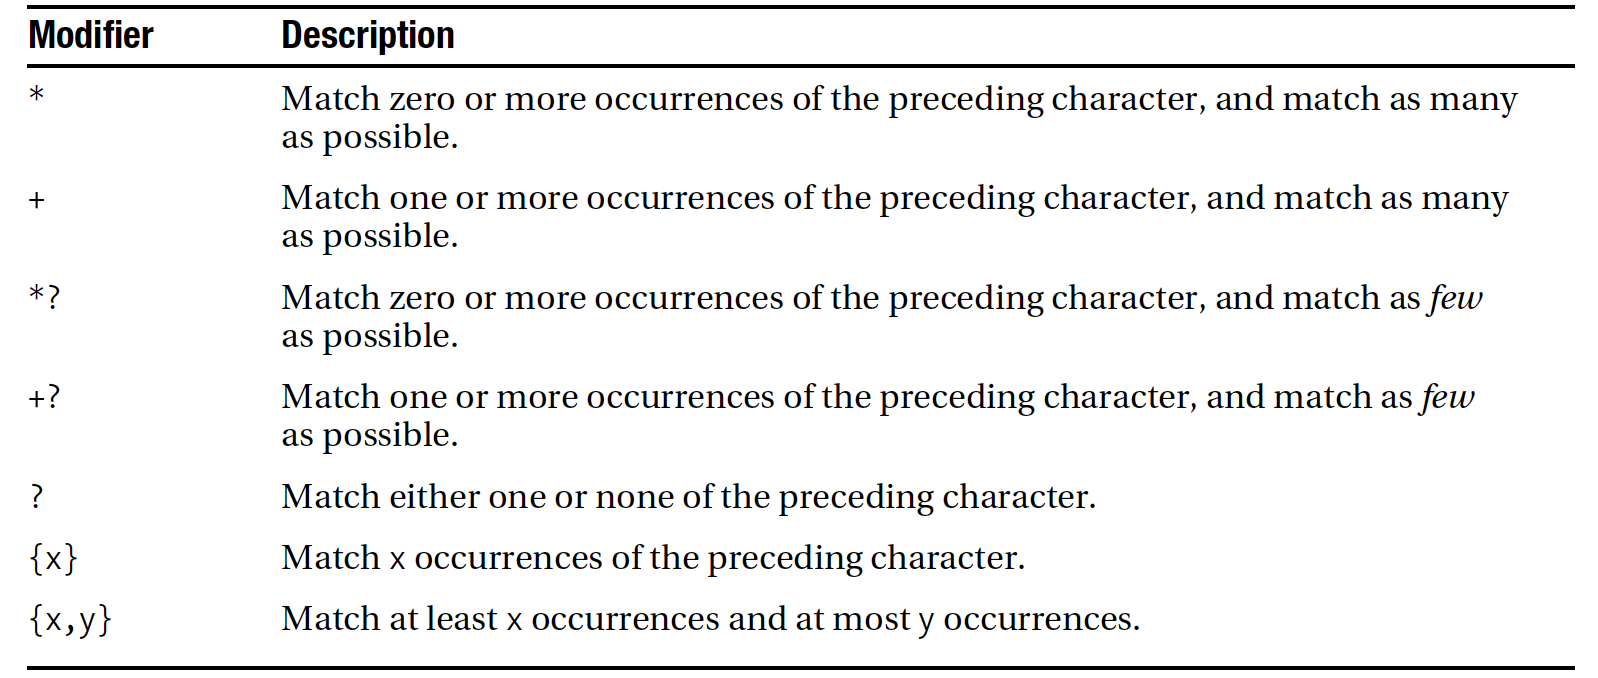 Modifier Description
* Match zero or more occurrences of the preceding character, and match as many
as possible.
+ Match one or more occurrences of the preceding character, and match as many
as possible.
*? Match zero or more occurrences of the preceding character, and match as few
as possible.
+? Match one or more occurrences of the preceding character, and match as few
as possible.
? Match either one or none of the preceding character.
{x} Match x occurrences of the preceding character.
{x,y} Match at least x occurrences and at most y occurrences.